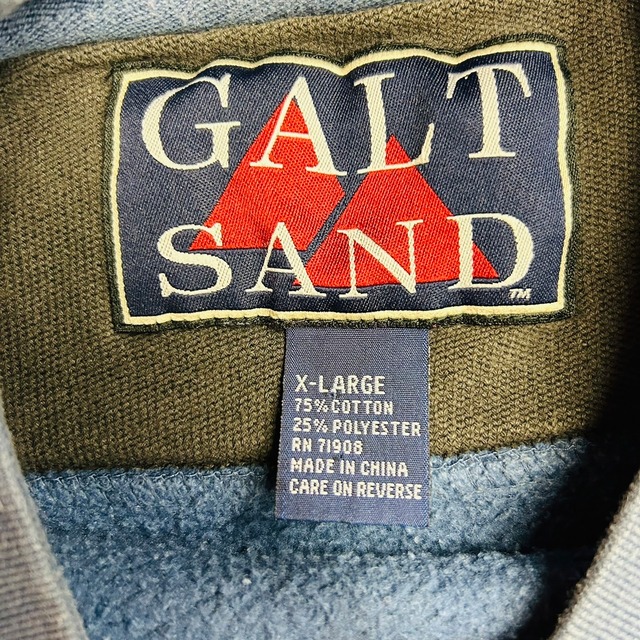 GALT
SAND
TM
X-LARGE
75% COTTON
25% POLYESTER
RN 71908
MADE IN CHINA
CARE ON REVERSE